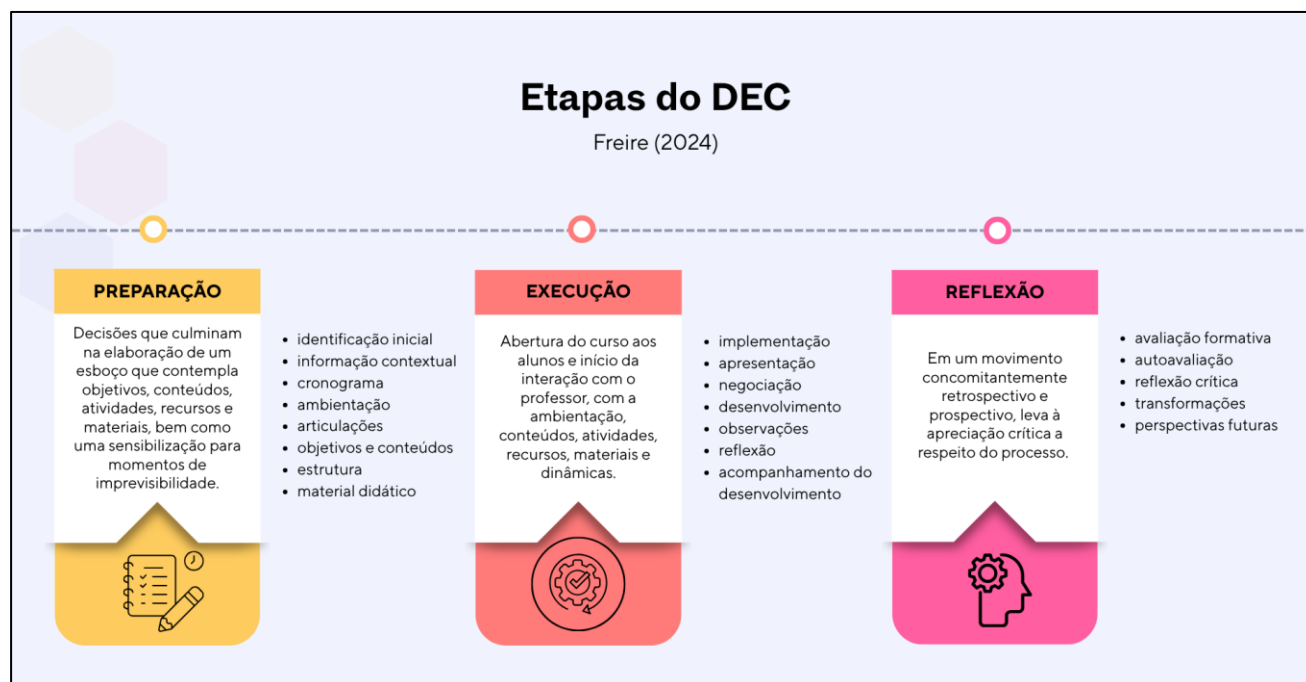 Etapas do DEC
Freire (2024)
PREPARAÇÃO
Decisões que culminam
na elaboração de um
esboço que contempla
objetivos, conteúdos,
atividades, recursos e
materiais, bem como
uma sensibilização para
momentos de
imprevisibilidade.
• identificação inicial
• informação contextual
• cronograma
• ambientação
• articulações
• objetivos e conteúdos
• estrutura
• material didático
EXECUÇÃO
Abertura do curso aos
alunos e início da
interação com o
professor, com a
ambientação,
conteúdos, atividades,
recursos, materiais e
dinâmicas.
• implementação
• apresentação
• negociação
• desenvolvimento
• observações
• reflexão
• acompanhamento do
desenvolvimento
REFLEXÃO
Em um movimento
concomitantemente
retrospectivo e
prospectivo, leva à
apreciação crítica a
respeito do processo.
• avaliação formativa
• autoavaliação
• reflexão crítica
• transformações
• perspectivas futuras